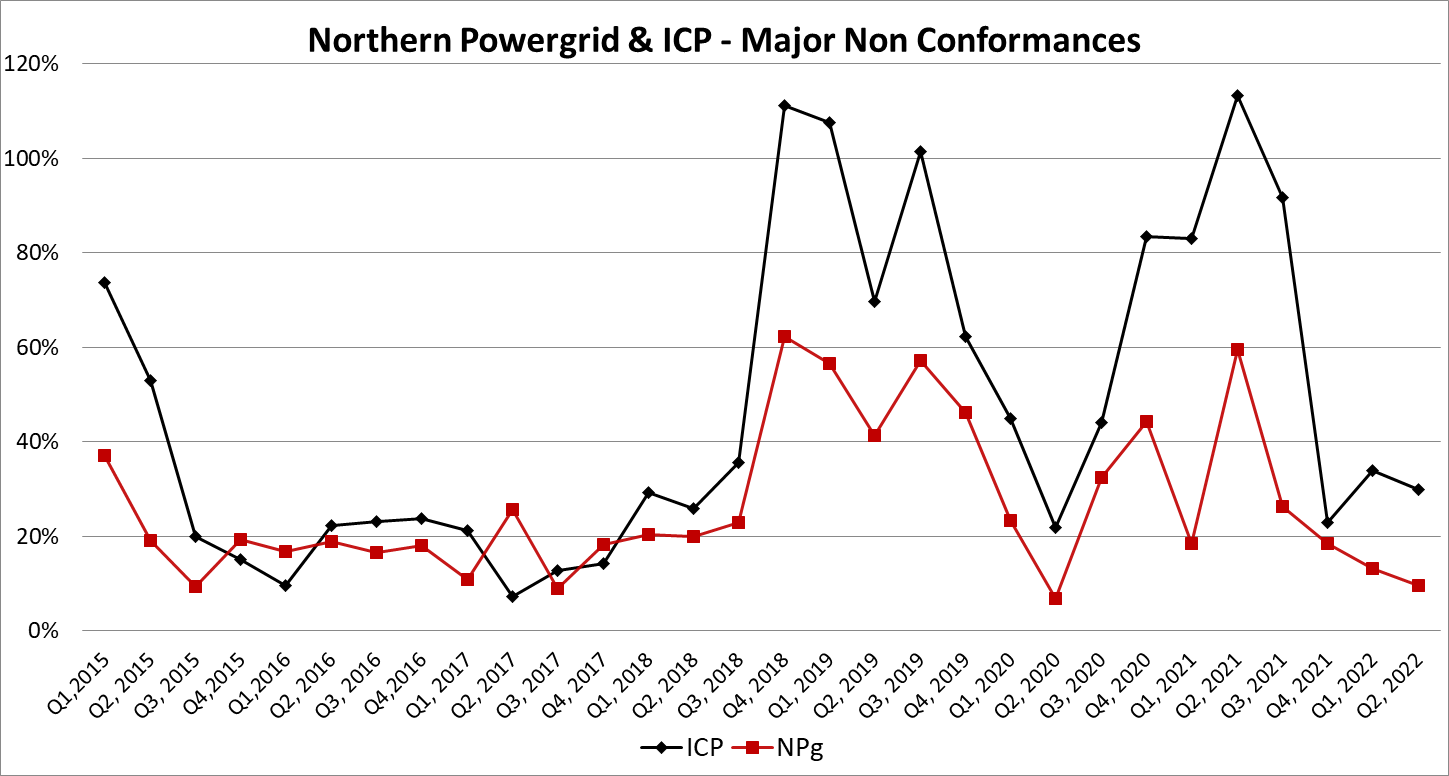 Northern Powergrid & ICP - Major Non Conformances
120%
100%
80%
60%
40%
20%
0%
Q1,2015
Q2, 2015
Q3, 2015
Q4,2015
Q1,2016
Q2, 2016
Q3, 2016
Q4,2016
Q1, 2017
Q2, 2017
Q3, 2017
Q4, 2017
Q1, 2018
Q2, 2018
Q3, 2018
Q4, 2018
Q1, 2019
Q2, 2019
Q3, 2019
Q4, 2019
Q1, 2020
Q2, 2020
Q3, 2020
Q4, 2020
Q1, 2021
Q2, 2021
Q3, 2021
Q4, 2021
Q1, 2022
Q2, 2022
ICP NPg